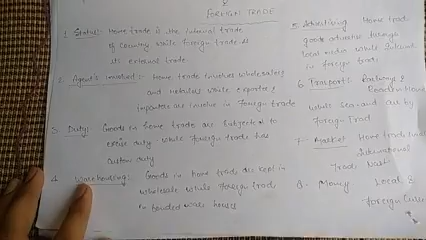 &
FOREIGN TRADE
1. Status: Home trade is the internal trade
of Country while foreign trade is
its external trade.
2. Agent's involved: home trade involves wholesalers
and retailers while exporter &
importer are involve in Foreign trade
3. Duty: Goods in home trade are subjected to
excise duty while foreign trade has
custom duty
4. Warehousing: Goods in home trade are kept in
wholesale while foreign trade
in bonded ware houses
5. Advertising Home trade
goods advertise through
local media while
in foreign trade
6. Transport: Railways &
while sea and air by
Foreign Trade
7. Market Home trade
International
Trade
8. Money Local &
foreign